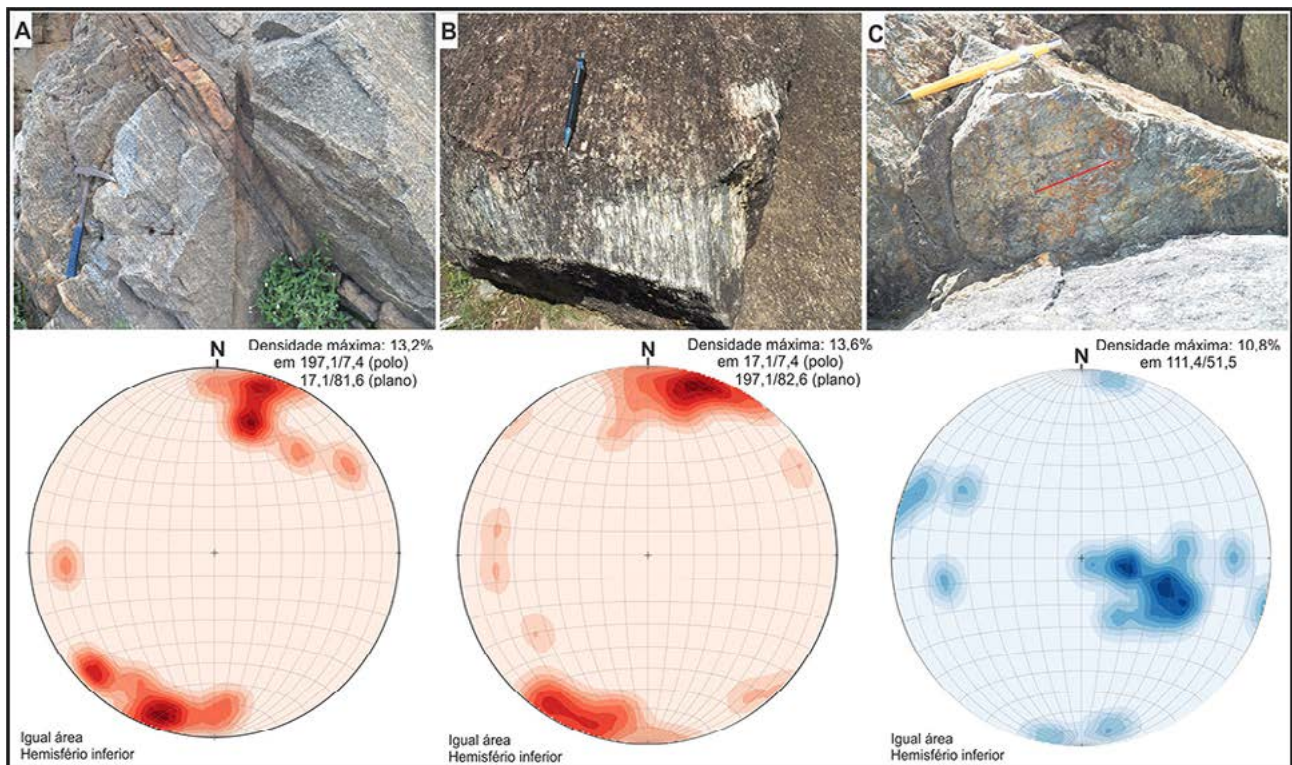 A
B
C
N
Densidade máxima: 13,2%
em 197,1/7,4 (polo)
17,1/81,6 (plano)
N
Densidade máxima: 13,6%
em 17,1/7,4 (polo)
197,1/82,6 (plano)
N
Densidade máxima: 10,8%
em 111,4/51,5
Igual área
Hemisfério inferior
Igual área
Hemisfério inferior
Igual área
Hemisfério inferior